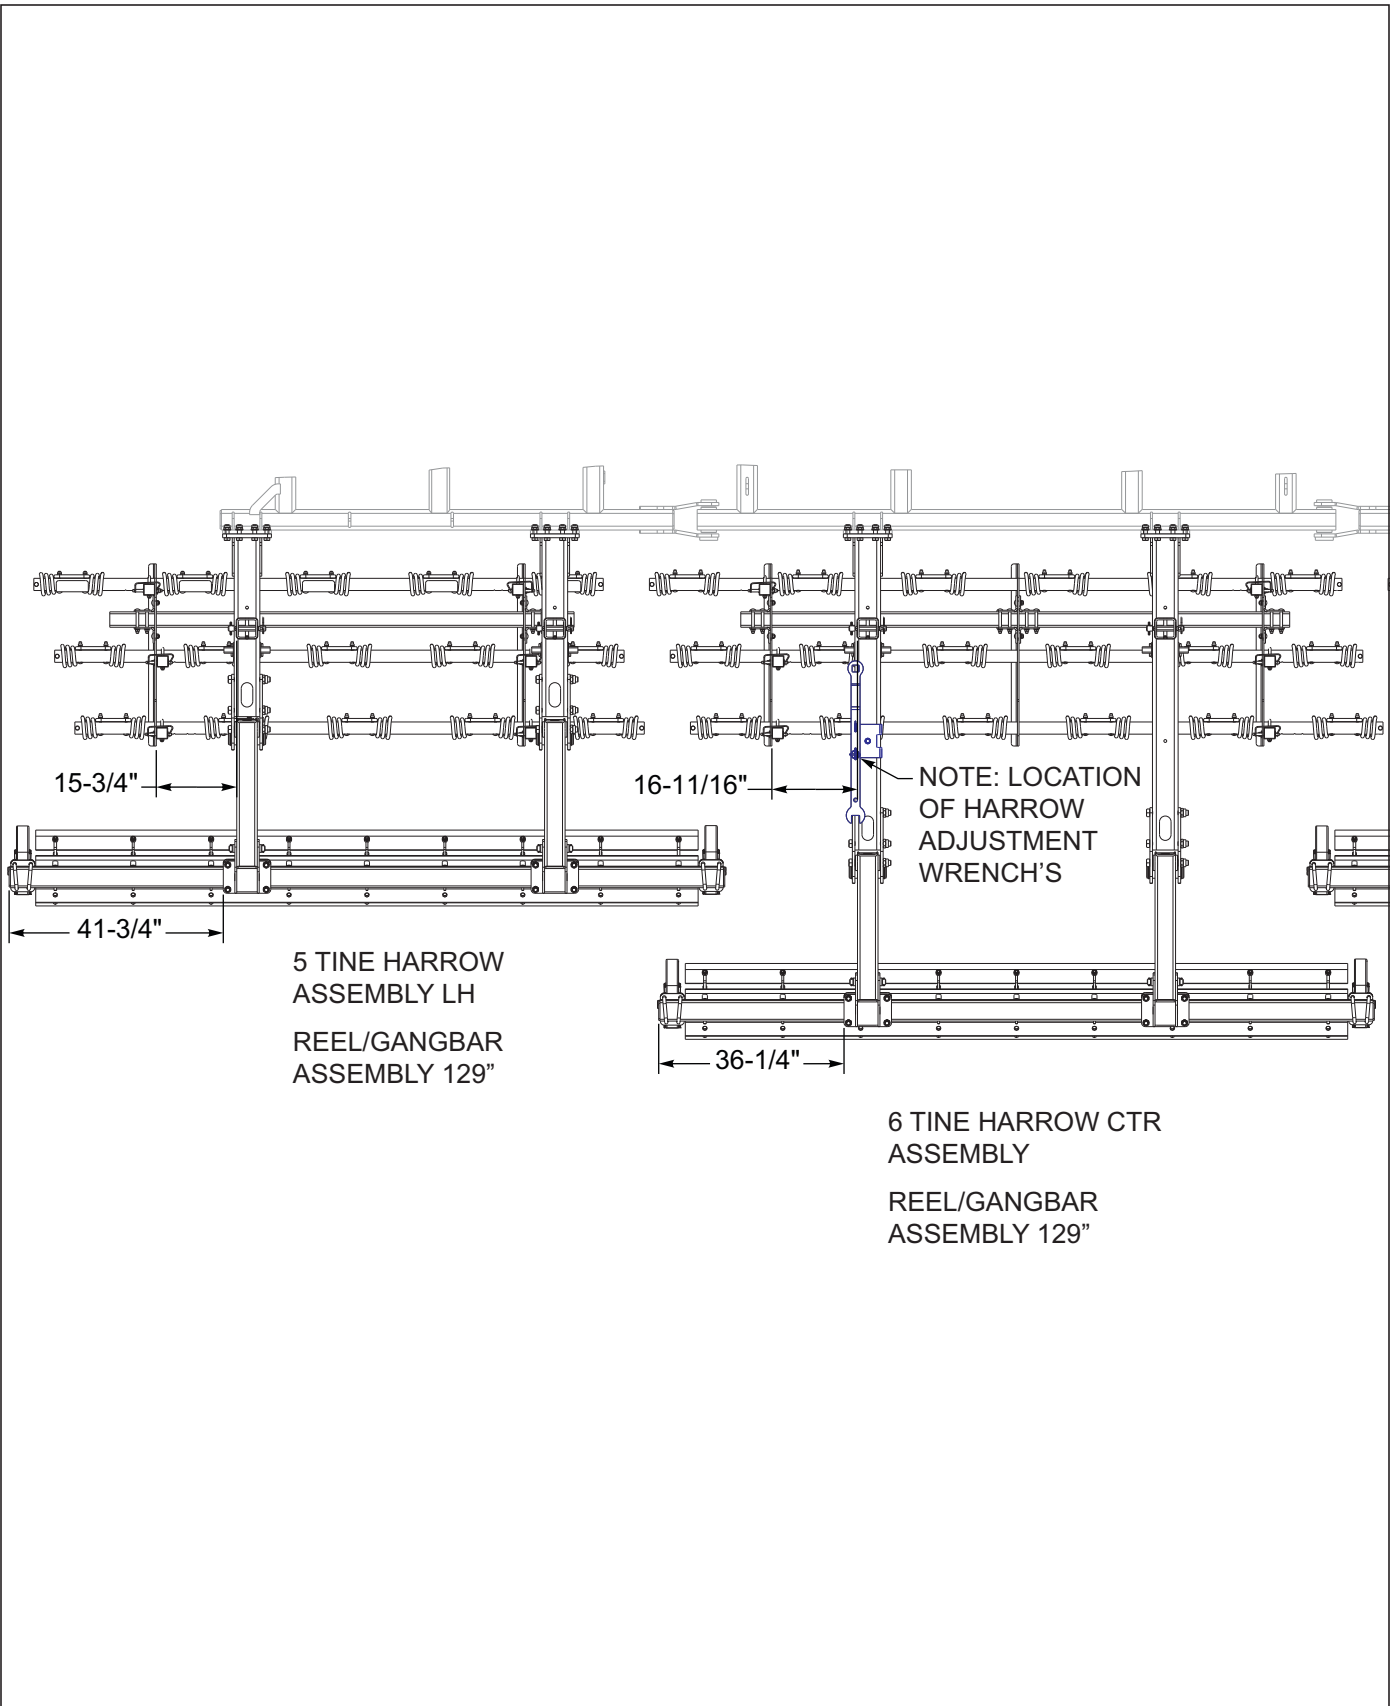 15-3/4"
16-11/16"
NOTE: LOCATION
OF HARROW
ADJUSTMENT
WRENCH'S
41-3/4"
5 TINE HARROW
ASSEMBLY LH
REEL/GANGBAR
ASSEMBLY 129”
36-1/4"
6 TINE HARROW CTR
ASSEMBLY
REEL/GANGBAR
ASSEMBLY 129”